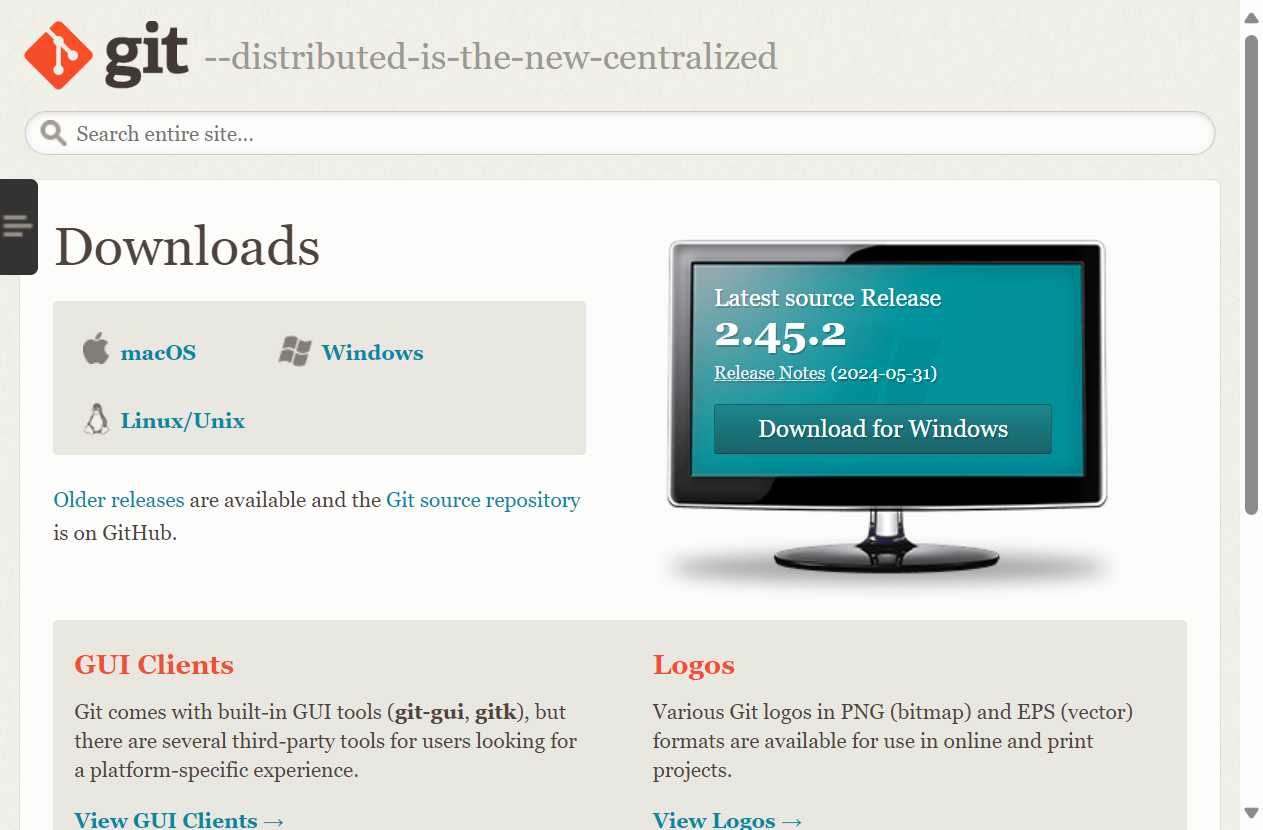 git --distributed-is-the-new-centralized
Search entire site...
Downloads
macOS
Windows
Linux/Unix
Older releases are available and the Git source repository
is on GitHub.
Latest source Release
2.45.2
Release Notes (2024-05-31)
Download for Windows
GUI Clients
Git comes with built-in GUI tools (git-gui, gitk), but
there are several third-party tools for users looking for
a platform-specific experience.
View GUI Clients →
Logos
Various Git logos in PNG (bitmap) and EPS (vector)
formats are available for use in online and print
projects.
View Logos →